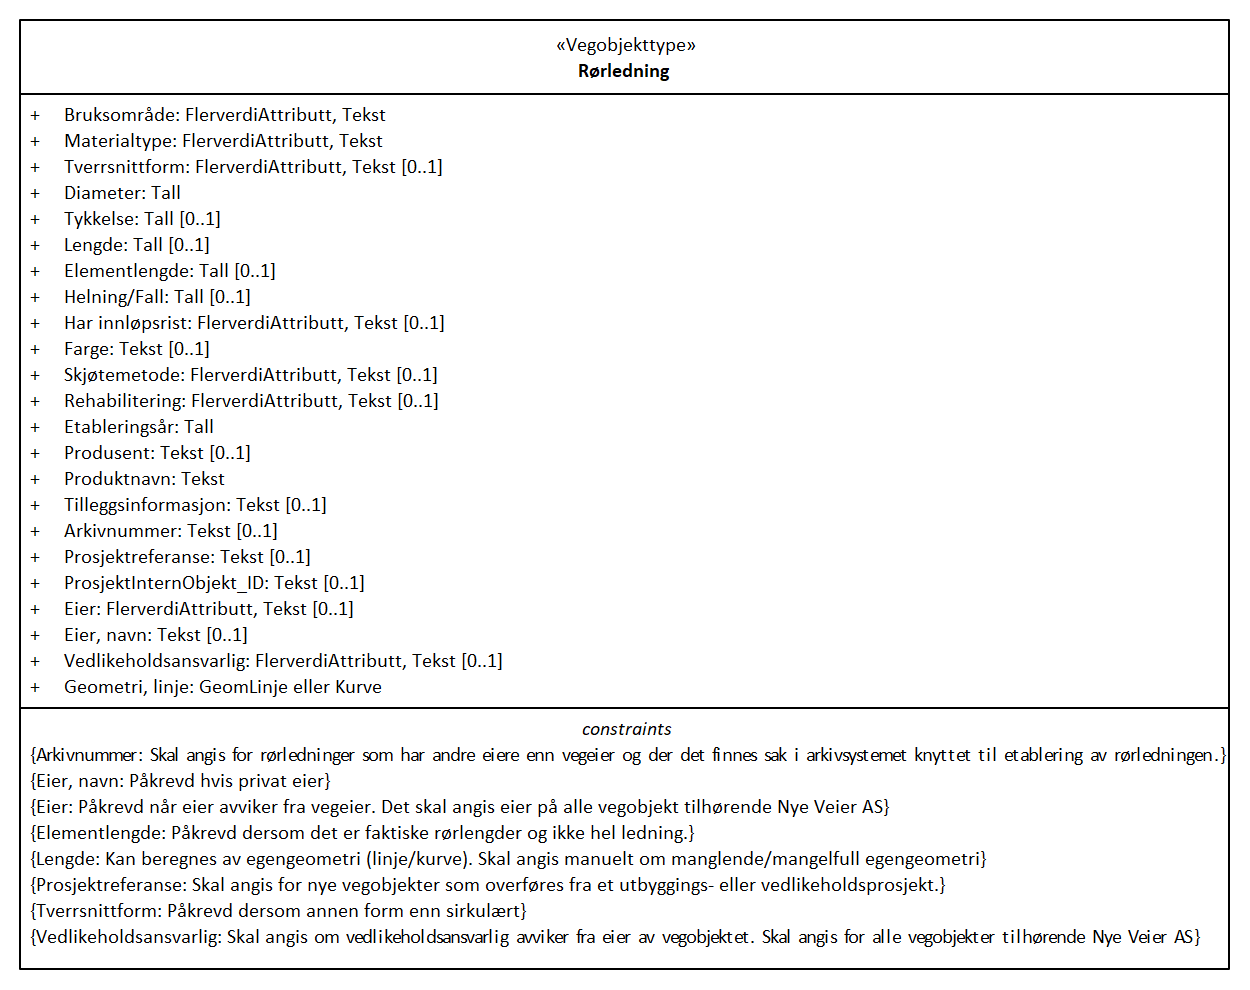 «Vegobjekttype»
Rørledning
+ Bruksområde: FlerverdiAttributt, Tekst
+ Materialtype: FlerverdiAttributt, Tekst
+ Tverrsnittform: FlerverdiAttributt, Tekst [0..1]
+ Diameter: Tall
+ Tykkelse: Tall [0..1]
+ Lengde: Tall [0..1]
+ Elementlengde: Tall [0..1]
+ Helning/Fall: Tall [0..1]
+ Har innløpsrist: FlerverdiAttributt, Tekst [0..1]
+ Farge: Tekst [0..1]
+ Skjøtemetode: FlerverdiAttributt, Tekst [0..1]
+ Rehabilitering: FlerverdiAttributt, Tekst [0..1]
+ Etableringsår: Tall
+ Produsent: Tekst [0..1]
+ Produktnavn: Tekst
+ Tilleggsinformasjon: Tekst [0..1]
+ Arkivnummer: Tekst [0..1]
+ Prosjektreferanse: Tekst [0..1]
+ ProsjektInternObjekt_ID: Tekst [0..1]
+ Eier: FlerverdiAttributt, Tekst [0..1]
+ Eier, navn: Tekst [0..1]
+ Vedlikeholdsansvarlig: FlerverdiAttributt, Tekst [0..1]
+ Geometri, linje: GeomLinje eller Kurve
constraints
{Arkivnummer: Skal angis for rørledninger som har andre eiere enn vegeier og der det finnes sak i arkivsystemet knyttet til etablering av rørledningen.}
{Eier, navn: Påkrevd hvis privat eier}
{Eier: Påkrevd når eier avviker fra vegeier. Det skal angis eier på alle vegobjekt tilhørende Nye Veier AS}
{Elementlengde: Påkrevd dersom det er faktiske rørlengder og ikke hel ledning.}
{Lengde: Kan beregnes av egengeometri (linje/kurve). Skal angis manuelt om manglende/mangelfull egengeometri}
{Prosjektreferanse: Skal angis for nye vegobjekter som overføres fra et utbyggings- eller vedlikeholdsprosjekt.}
{Tverrsnittform: Påkrevd dersom annen form enn sirkulært}
{Vedlikeholdsansvarlig: Skal angis om vedlikeholdsansvarlig avviker fra eier av vegobjektet. Skal angis for alle vegobjekter tilhørende Nye Veier AS}